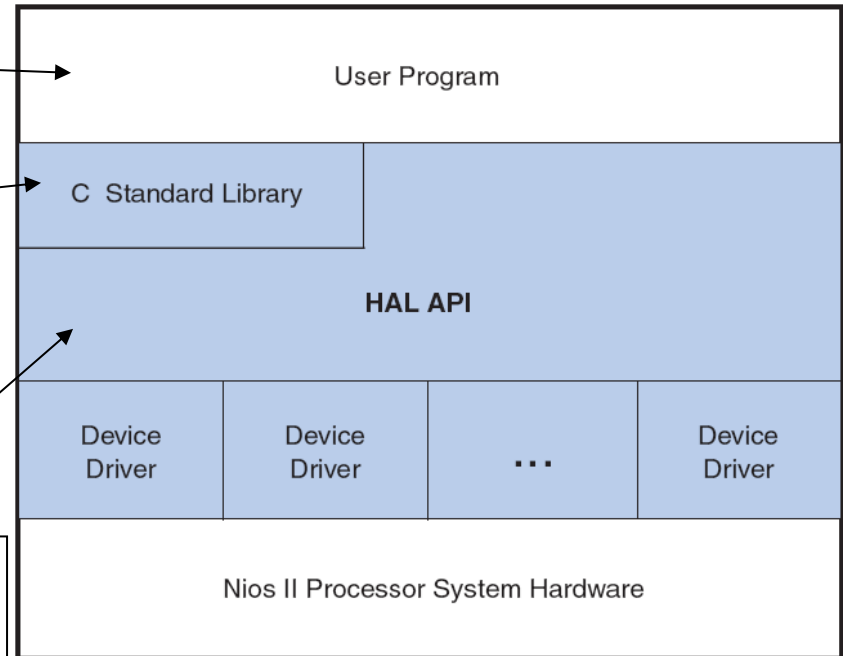 User Program
C Standard Library
HAL API
Device
Driver
Device
Driver
...
Device
Driver
Nios II Processor System Hardware